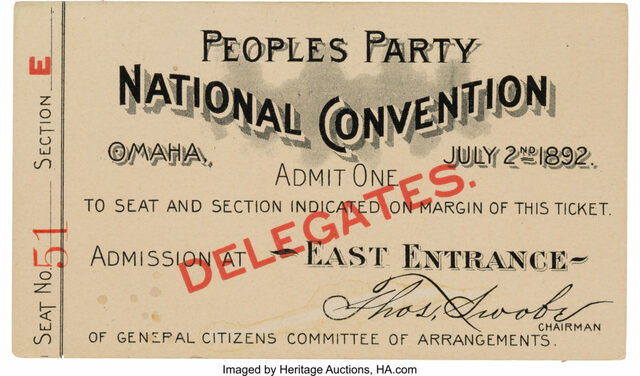 PEOPLES PARTY
NATIONAL CONVENTION
OMAHA, JULY 2ND 1892.
ADMIT ONE
TO SEAT AND SECTION INDICATED ON MARGIN OF THIS TICKET.
DELEGATES.
ADMISSION AT EAST ENTRANCE
Thos. Swobe
CHAIRMAN
OF GENERAL CITIZENS COMMITTEE OF ARRANGEMENTS.
SEAT NO. 51 SECTION E
Imaged by Heritage Auctions, HA.com